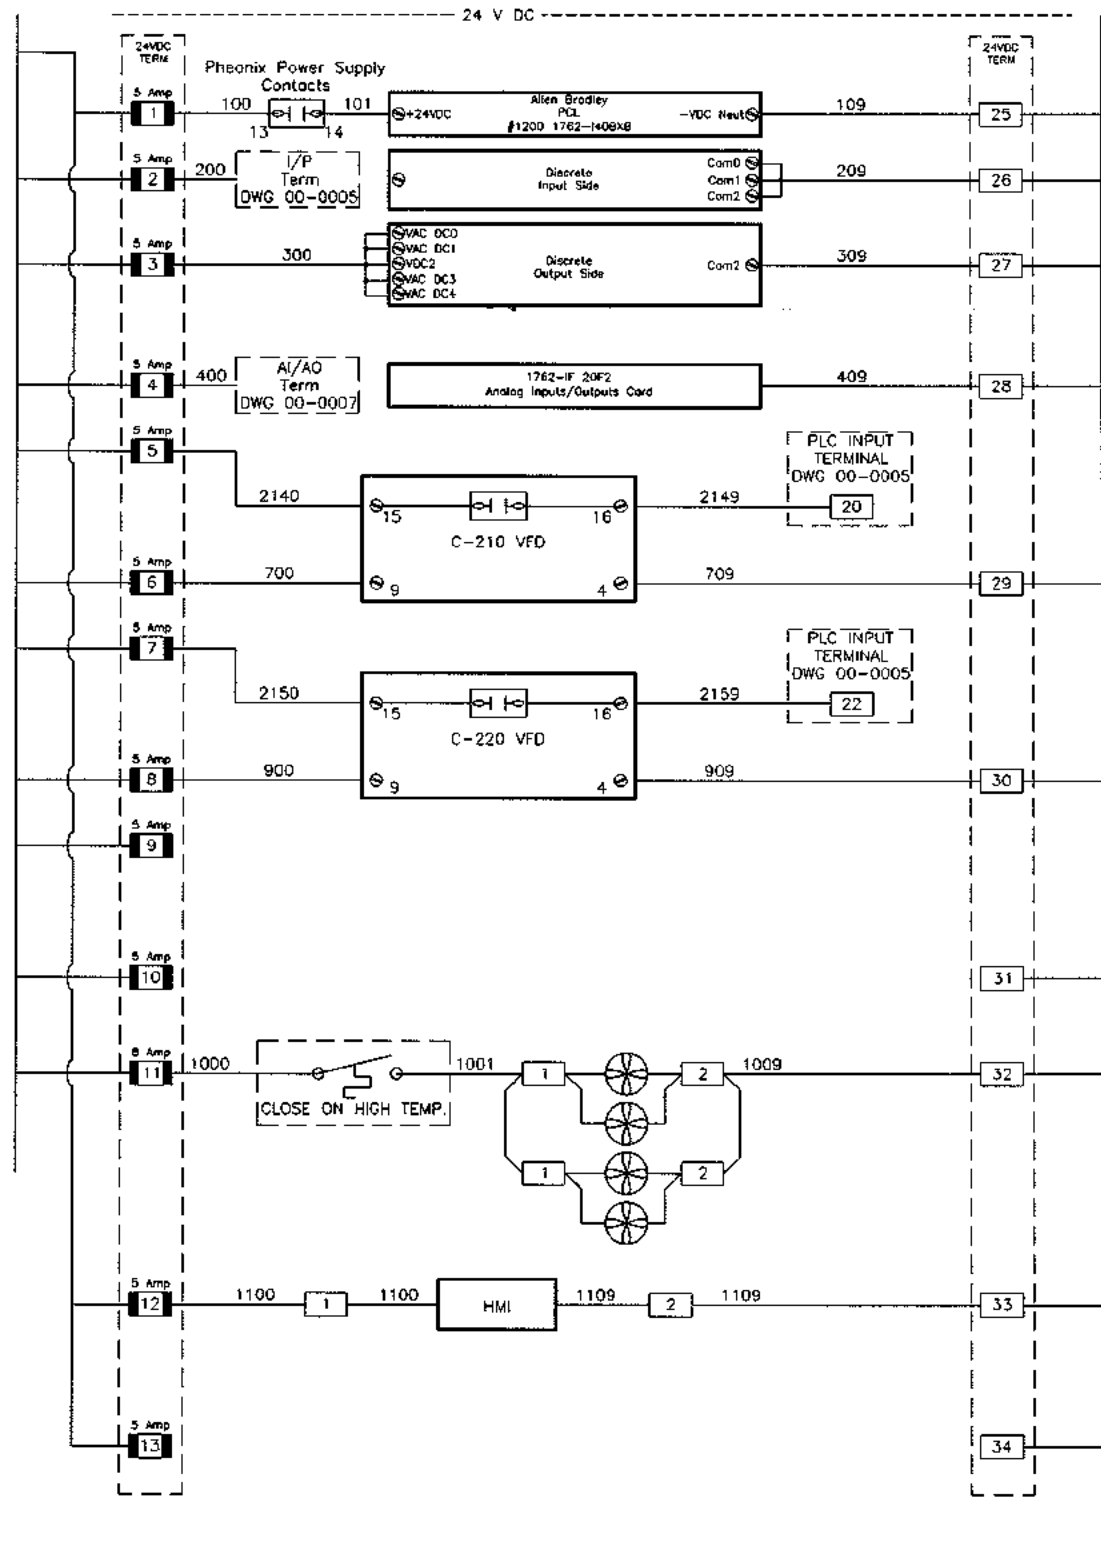 24 V DC
24VDC
TERM
24VDC
TERM
Pheonix Power Supply
Contacts
5 Amp
1
100
13
14
101
+24VDC
Allen Bradley
PCL
#1200 1762-L40BXB
-VDC Neut
109
25
5 Amp
2
200
I/P
Term
DWG 00-0005
Discrete
Input Side
Com0
Com1
Com2
209
26
5 Amp
3
300
VAC DC0
VAC DC1
VDC2
VAC DC3
VAC DC4
Discrete
Output Side
Com2
309
27
5 Amp
4
400
AI/AO
Term
DWG 00-0007
1762-IF 20F2
Analog Inputs/Outputs Card
409
28
5 Amp
5
2140
15
16
C-210 VFD
2149
PLC INPUT
TERMINAL
DWG 00-0005
20
5 Amp
6
700
9
4
709
29
5 Amp
7
2150
15
16
C-220 VFD
2159
PLC INPUT
TERMINAL
DWG 00-0005
22
5 Amp
8
900
9
4
909
30
5 Amp
9
5 Amp
10
31
Amp
11
1000
CLOSE ON HIGH TEMP.
1001
1
2
1009
32
1
2
5 Amp
12
1100
1
1100
HMI
1109
2
1109
33
5 Amp
13
34